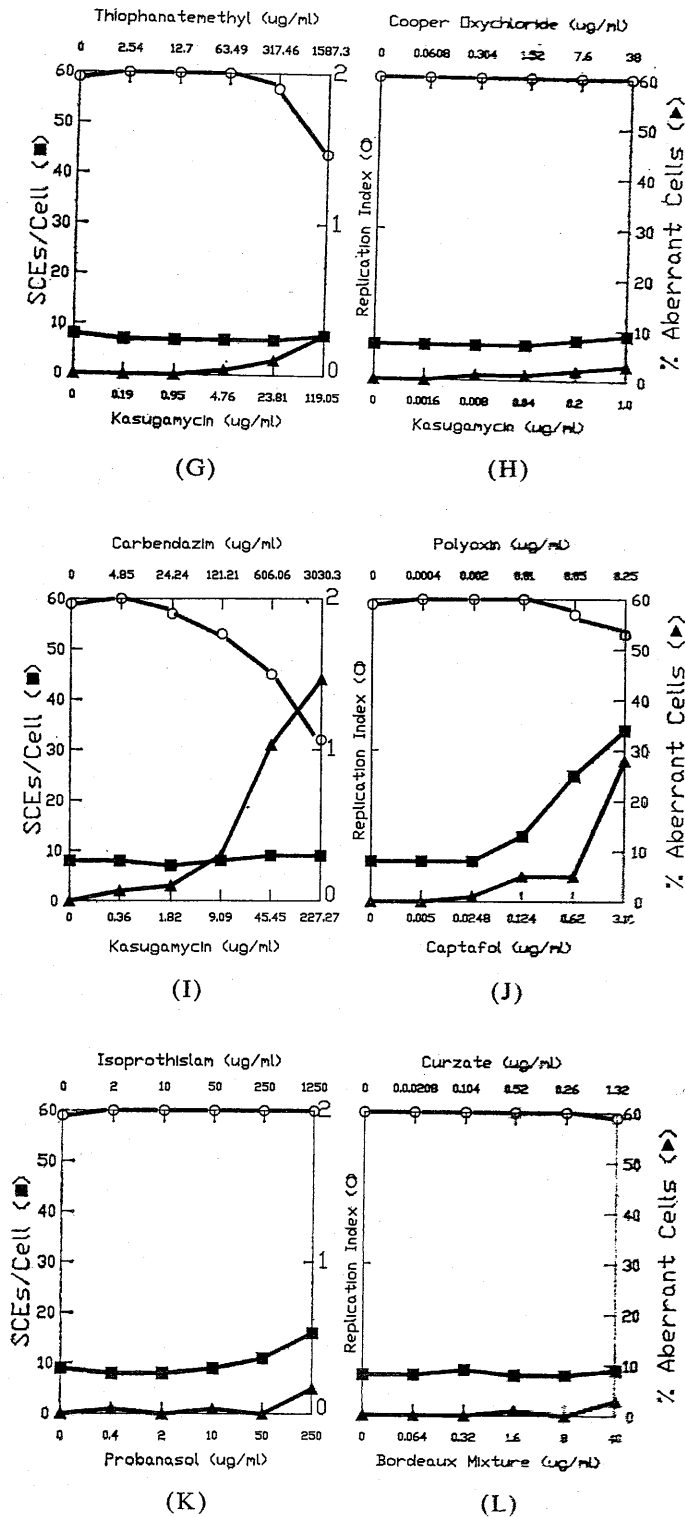 Thiophanatemethyl (ug/ml)
0 2.54 12.7 63.49 317.46 1587.3
60 50 40 30 20 10 0
SCEs/Cell (■)
2 1 0
0 0.19 0.95 4.76 23.81 119.05
Kasugamycin (ug/ml)
(G)
Cooper Oxychloride (ug/ml)
0 0.0608 0.304 1.52 7.6 38
Replication Index (O)
60 50 40 30 20 10 0
% Aberrant Cells (▲)
0 0.0016 0.008 0.04 0.2 1.0
Kasugamycin (ug/ml)
(H)
Carbendazim (ug/ml)
0 4.85 24.24 121.21 606.06 3030.3
60 50 40 30 20 10 0
SCEs/Cell (■)
2 1 0
0 0.36 1.82 9.09 45.45 227.27
Kasugamycin (ug/ml)
(I)
Polyoxin (ug/ml)
0 0.0004 0.002 0.01 0.05 0.25
Replication Index (O)
60 50 40 30 20 10 0
% Aberrant Cells (▲)
0 0.005 0.0248 0.124 0.62
Captafol (ug/ml)
(J)
Isoprothislam (ug/ml)
0 2 10 50 250 1250
60 50 40 30 20 10 0
SCEs/Cell (■)
2 1 0
0 0.4 2 10 50 250
Probanasol (ug/ml)
(K)
Curzate (ug/ml)
0 0.0.0208 0.104 0.52 0.26 1.32
Replication Index (O)
60 50 40 30 20 10 0
% Aberrant Cells (▲)
0 0.064 0.32 1.6 8 40
Bordeaux Mixture (ug/ml)
(L)